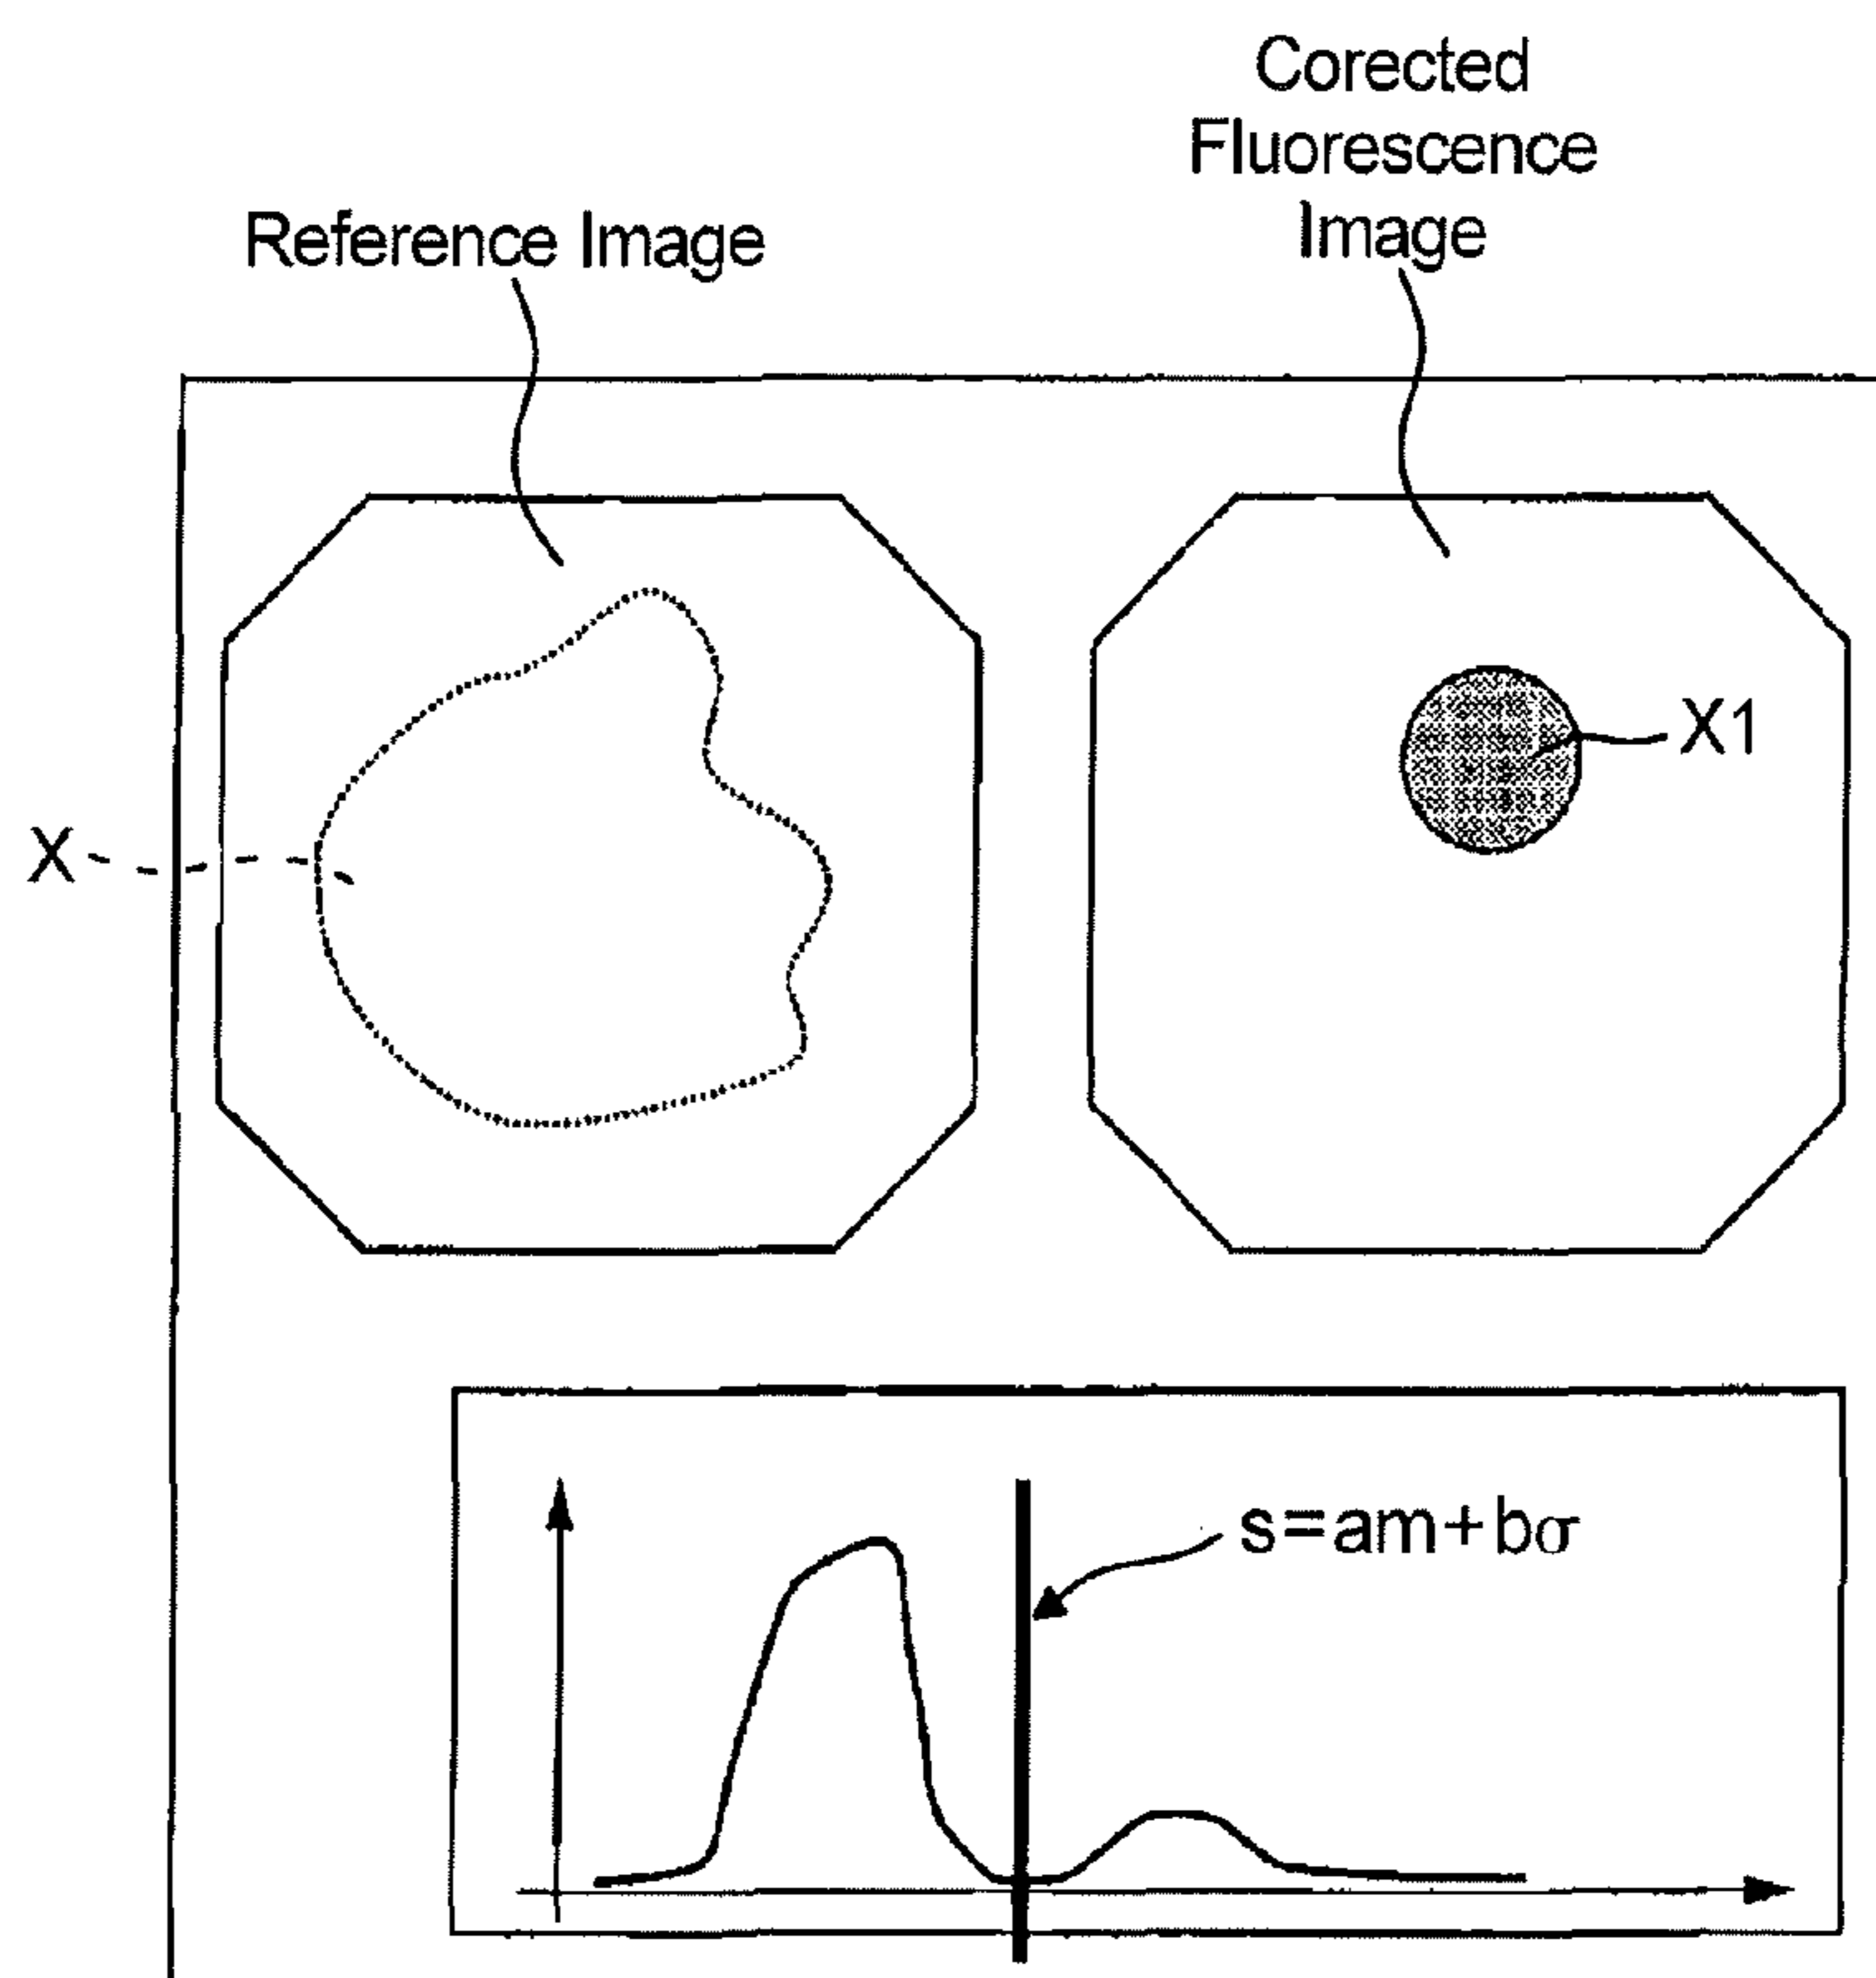 Corected
Fluorescence
Image
Reference Image
X1
X
s=am+bσ